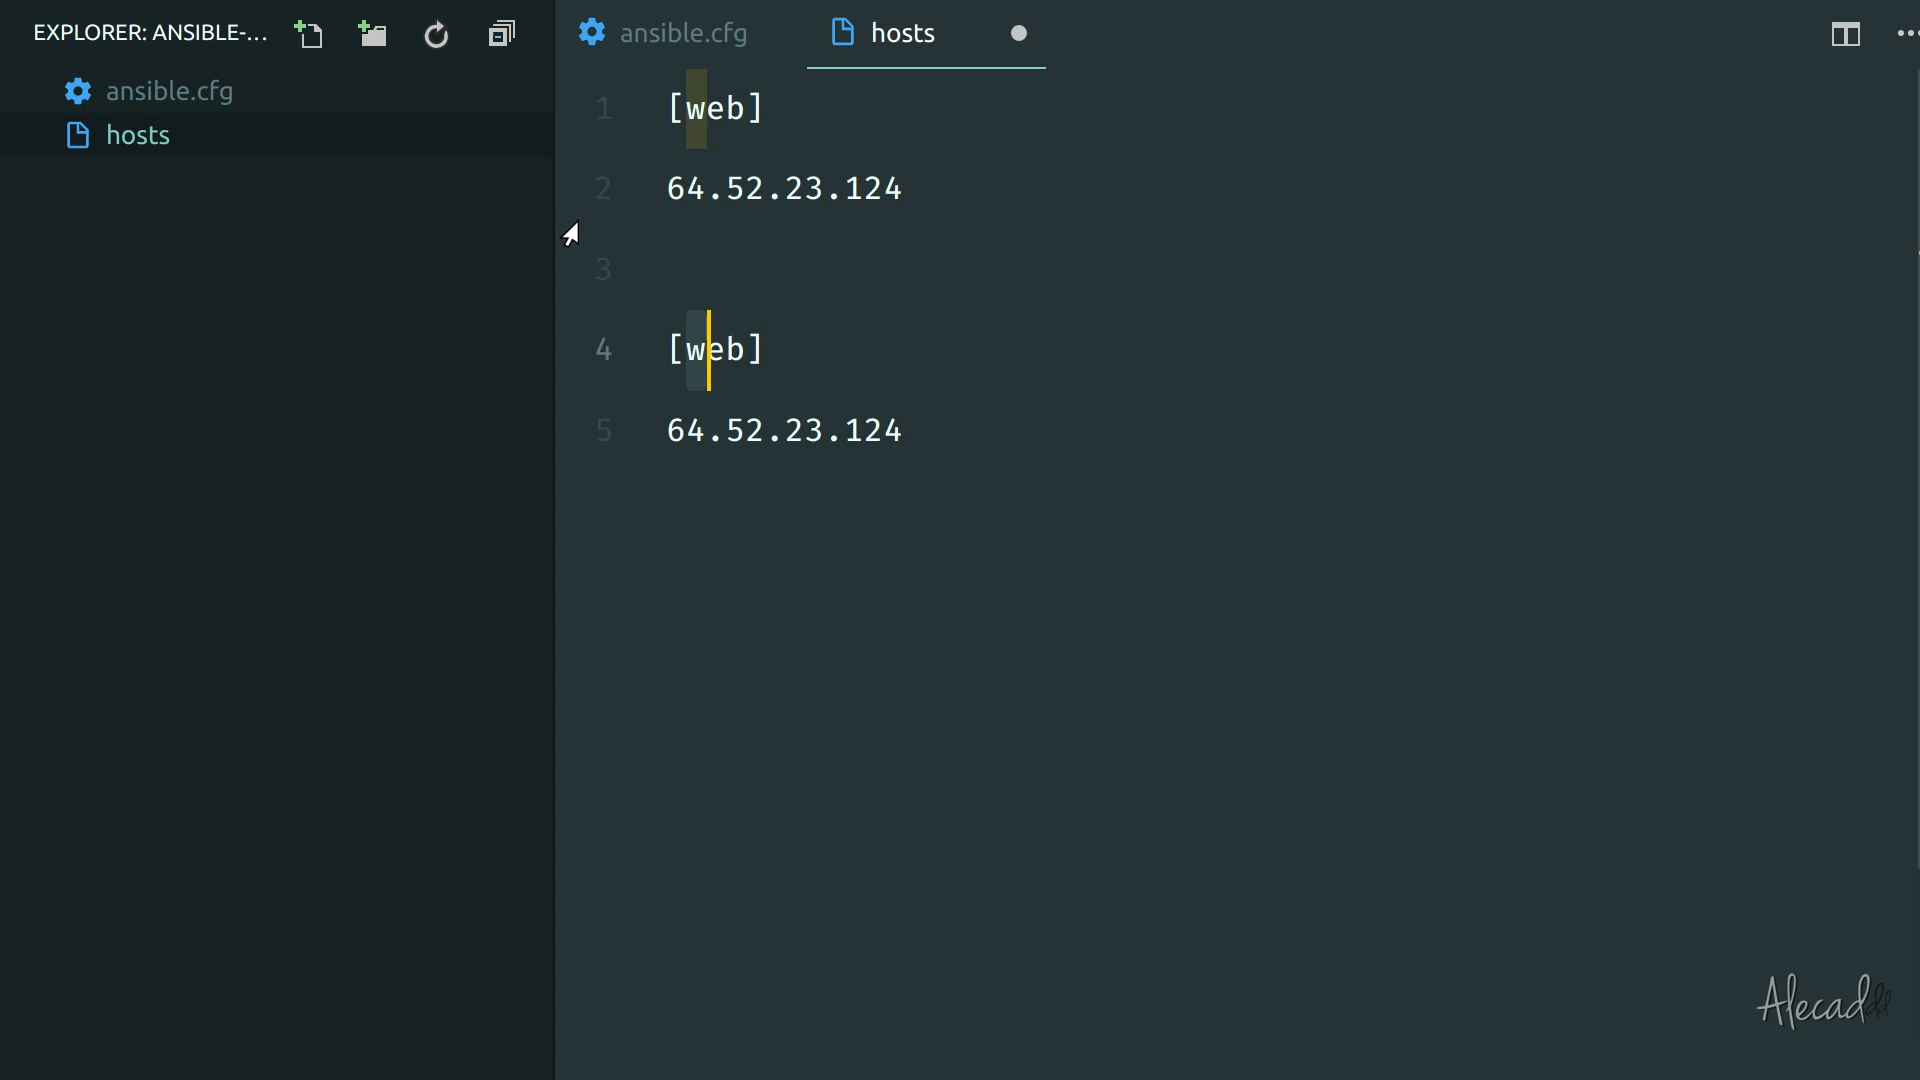 EXPLORER: ANSIBLE-...
ansible.cfg
hosts
ansible.cfg
hosts
1 [web]
2 64.52.23.124
3
4 [web]
5 64.52.23.124
Alecaddd